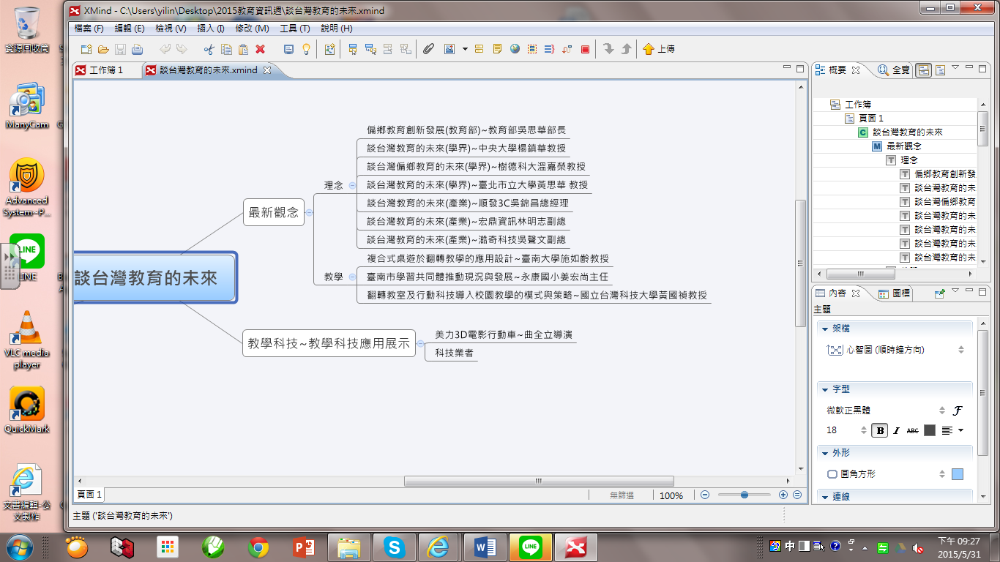 XMind - C:\Users\yilin\Desktop\2015教育資訊週\談台灣教育的未來.xmind
檔案 (F) 編輯 (E) 檢視 (V) 插入 (I) 修改 (M) 工具 (T) 說明 (H)
上傳
工作簿 1
談台灣教育的未來.xmind
偏鄉教育創新發展(教育部)~教育部吳思華部長
談台灣教育的未來(學界)~中央大學楊鎮華教授
談台灣偏鄉教育的未來(學界)~樹德科大溫嘉榮教授
理念
談台灣教育的未來(學界)~臺北市立大學黃思華 教授
談台灣教育的未來(產業)~順發3C吳錦昌總經理
最新觀念
談台灣教育的未來(產業)~宏鼎資訊林明志副總
談台灣教育的未來(產業)~澔奇科技吳聲文副總
複合式桌遊於翻轉教學的應用設計~臺南大學施如齡教授
教學
臺南市學習共同體推動現況與發展~永康國小姜宏尚主任
翻轉教室及行動科技導入校園教學的模式與策略~國立台灣科技大學黃國禎教授
談台灣教育的未來
教學科技~教學科技應用展示
美力3D電影行動車~曲全立導演
科技業者
頁面 1
無篩選
100%
主題 ('談台灣教育的未來')
概要
全覽
工作簿
頁面 1
C 談台灣教育的未來
M 最新觀念
T 理念
T 偏鄉教育創新發
T 談台灣教育的未
T 談台灣偏鄉教育
T 談台灣教育的未
T 談台灣教育的未
T 談台灣教育的未
T 談台灣教育的未
內容
圖標
主題
架構
心智圖 (順時鐘方向)
字型
微軟正黑體
18 B I ABC
外形
圓角方形
連線
資源回收筒
ManyCam
Advanced
System~P...
LINE
VLC media
player
QuickMark
文書編輯-公
文製作
中
下午 09:27
2015/5/31